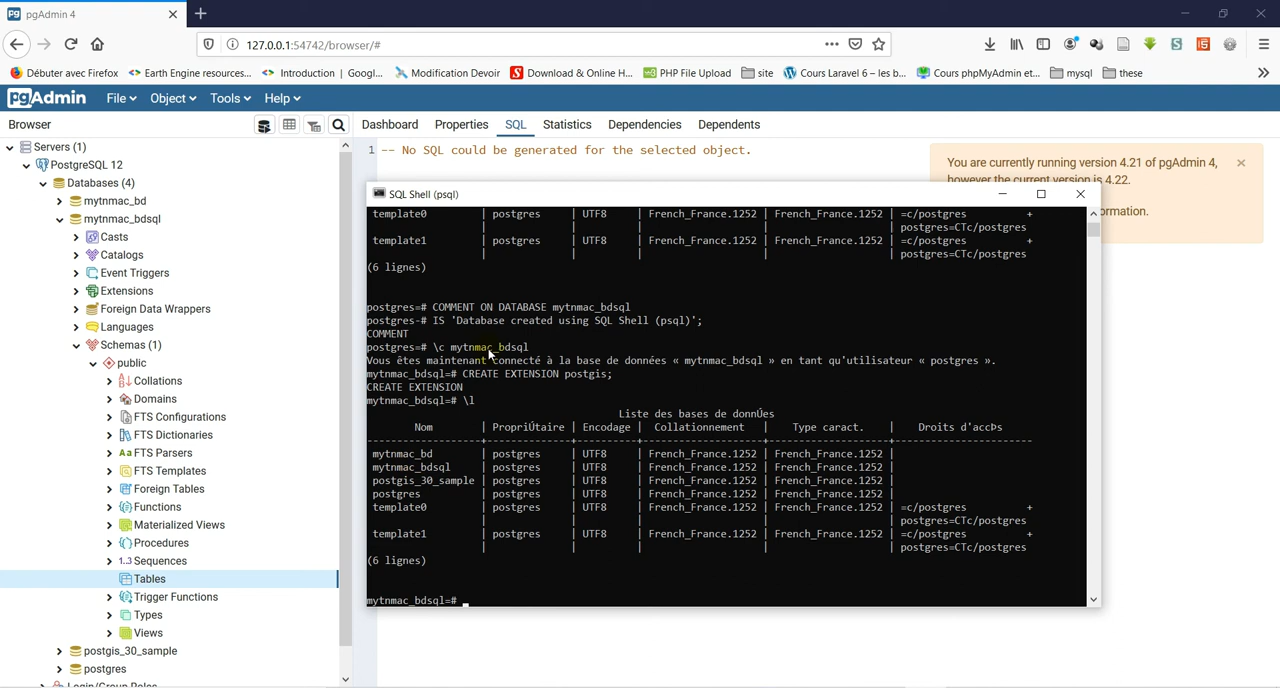 pgAdmin 4
127.0.0.1:54742/browser/#
Débuter avec Firefox
Earth Engine resources...
Introduction | Googl...
Modification Devoir
Download & Online H...
PHP File Upload
site
Cours Laravel 6 – les b...
Cours phpMyAdmin et...
mysql
these
pgAdmin
File
Object
Tools
Help
Browser
Dashboard
Properties
SQL
Statistics
Dependencies
Dependents
Servers (1)
PostgreSQL 12
Databases (4)
mytnmac_bd
mytnmac_bdsql
Casts
Catalogs
Event Triggers
Extensions
Foreign Data Wrappers
Languages
Schemas (1)
public
Collations
Domains
FTS Configurations
FTS Dictionaries
FTS Parsers
FTS Templates
Foreign Tables
Functions
Materialized Views
Procedures
1..3 Sequences
Tables
Trigger Functions
Types
Views
postgis_30_sample
postgres
Login/Group Roles
1 -- No SQL could be generated for the selected object.
You are currently running version 4.21 of pgAdmin 4,
however the current version is 4.22.
ormation.
SQL Shell (psql)
template0 | postgres | UTF8 | French_France.1252 | French_France.1252 | =c/postgres +
| | | | | postgres=CTc/postgres
template1 | postgres | UTF8 | French_France.1252 | French_France.1252 | =c/postgres +
| | | | | postgres=CTc/postgres
(6 lignes)
postgres=# COMMENT ON DATABASE mytnmac_bdsql
postgres-# IS 'Database created using SQL Shell (psql)';
COMMENT
postgres=# \c mytnmac_bdsql
Vous êtes maintenant connecté à la base de données « mytnmac_bdsql » en tant qu'utilisateur « postgres ».
mytnmac_bdsql=# CREATE EXTENSION postgis;
CREATE EXTENSION
mytnmac_bdsql=# \l
Liste des bases de donnÚes
Nom | PropriÚtaire | Encodage | Collationnement | Type caract. | Droits d'accÞs
mytnmac_bd | postgres | UTF8 | French_France.1252 | French_France.1252 |
mytnmac_bdsql | postgres | UTF8 | French_France.1252 | French_France.1252 |
postgis_30_sample | postgres | UTF8 | French_France.1252 | French_France.1252 |
postgres | postgres | UTF8 | French_France.1252 | French_France.1252 |
template0 | postgres | UTF8 | French_France.1252 | French_France.1252 | =c/postgres +
| | | | | postgres=CTc/postgres
template1 | postgres | UTF8 | French_France.1252 | French_France.1252 | =c/postgres +
| | | | | postgres=CTc/postgres
(6 lignes)
mytnmac_bdsql=#